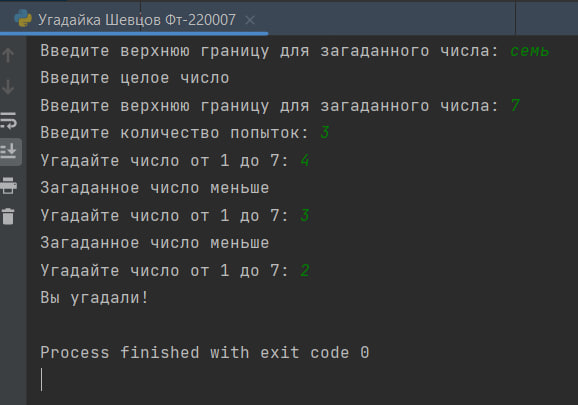 Угадайка Шевцов Фт-220007
Введите верхнюю границу для загаданного числа: семь
Введите целое число
Введите верхнюю границу для загаданного числа: 7
Введите количество попыток: 3
Угадайте число от 1 до 7: 4
Загаданное число меньше
Угадайте число от 1 до 7: 3
Загаданное число меньше
Угадайте число от 1 до 7: 2
Вы угадали!
Process finished with exit code 0